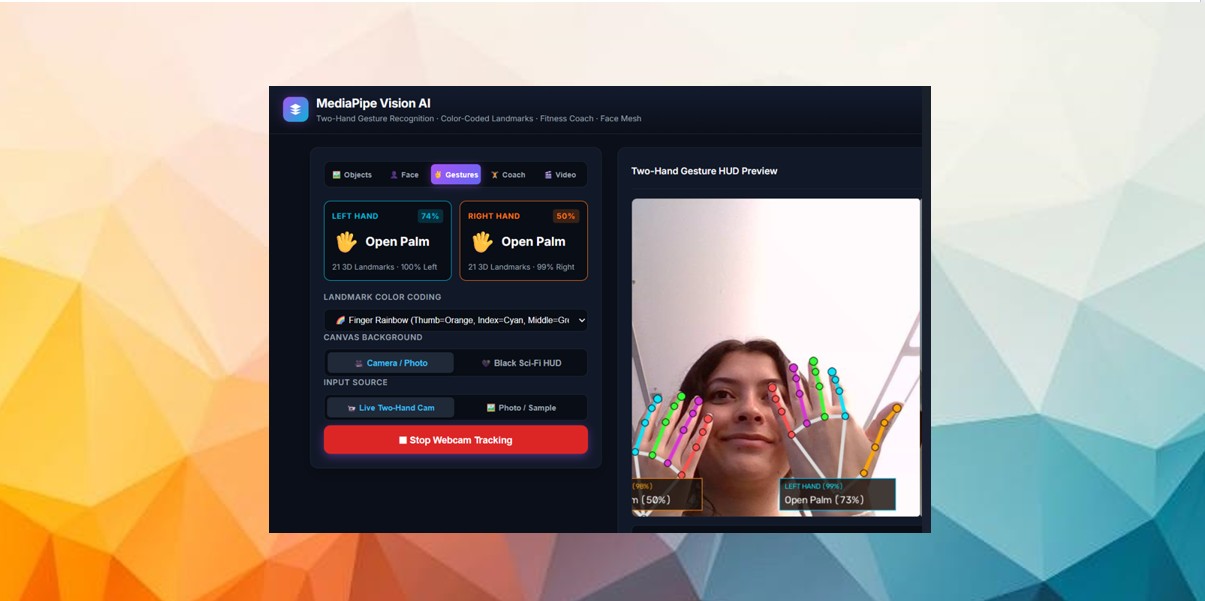 MediaPipe Vision AI
Two-Hand Gesture Recognition · Color-Coded Landmarks · Fitness Coach · Face Mesh
Objects Face Gestures Coach Video
LEFT HAND 74%
Open Palm
21 3D Landmarks · 100% Left
RIGHT HAND 50%
Open Palm
21 3D Landmarks · 99% Right
LANDMARK COLOR CODING
Finger Rainbow (Thumb=Orange, Index=Cyan, Middle=Gr
CANVAS BACKGROUND
Camera / Photo Black Sci-Fi HUD
INPUT SOURCE
Live Two-Hand Cam Photo / Sample
Stop Webcam Tracking
Two-Hand Gesture HUD Preview
(98%)
m (50%)
LEFT HAND (99%)
Open Palm (73%)